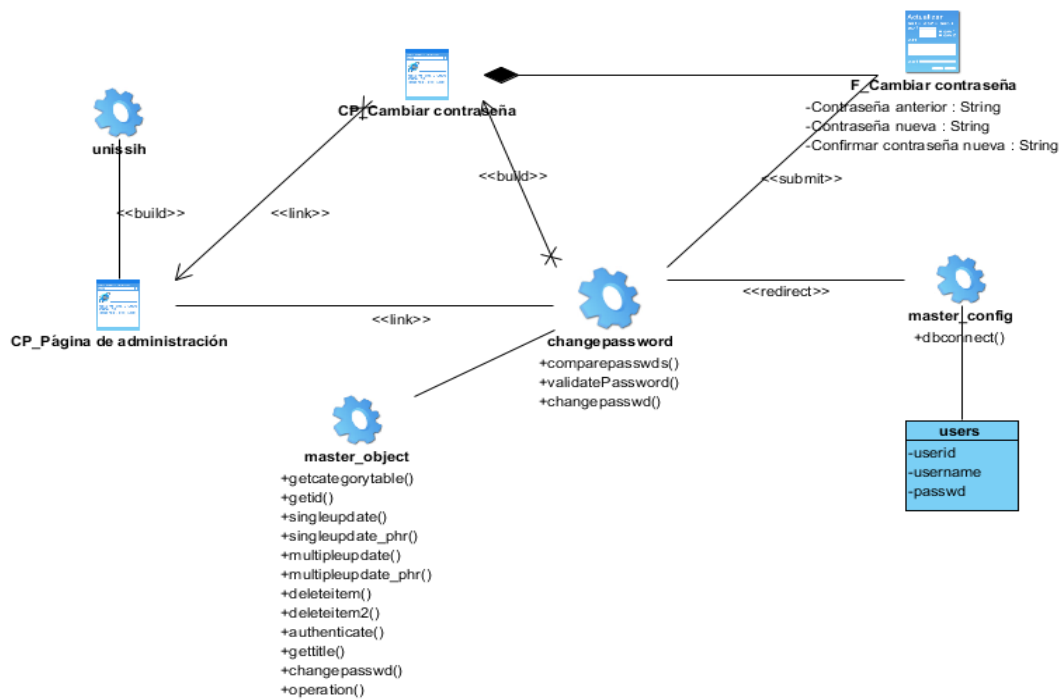 Actualizar
CP_Cambiar contraseña
F_Cambiar contraseña
-Contraseña anterior : String
-Contraseña nueva : String
-Confirmar contraseña nueva : String
unissih
<<build>>
<<link>>
<<build>>
<<submit>>
CP_Página de administración
<<link>>
<<redirect>>
changepassword
+comparepasswds()
+validatePassword()
+changepasswd()
master_config
+dbconnect()
users
-userid
-username
-passwd
master_object
+getcategorytable()
+getid()
+singleupdate()
+singleupdate_phr()
+multipleupdate()
+multipleupdate_phr()
+deleteitem()
+deleteitem2()
+authenticate()
+gettitle()
+changepasswd()
+operation()